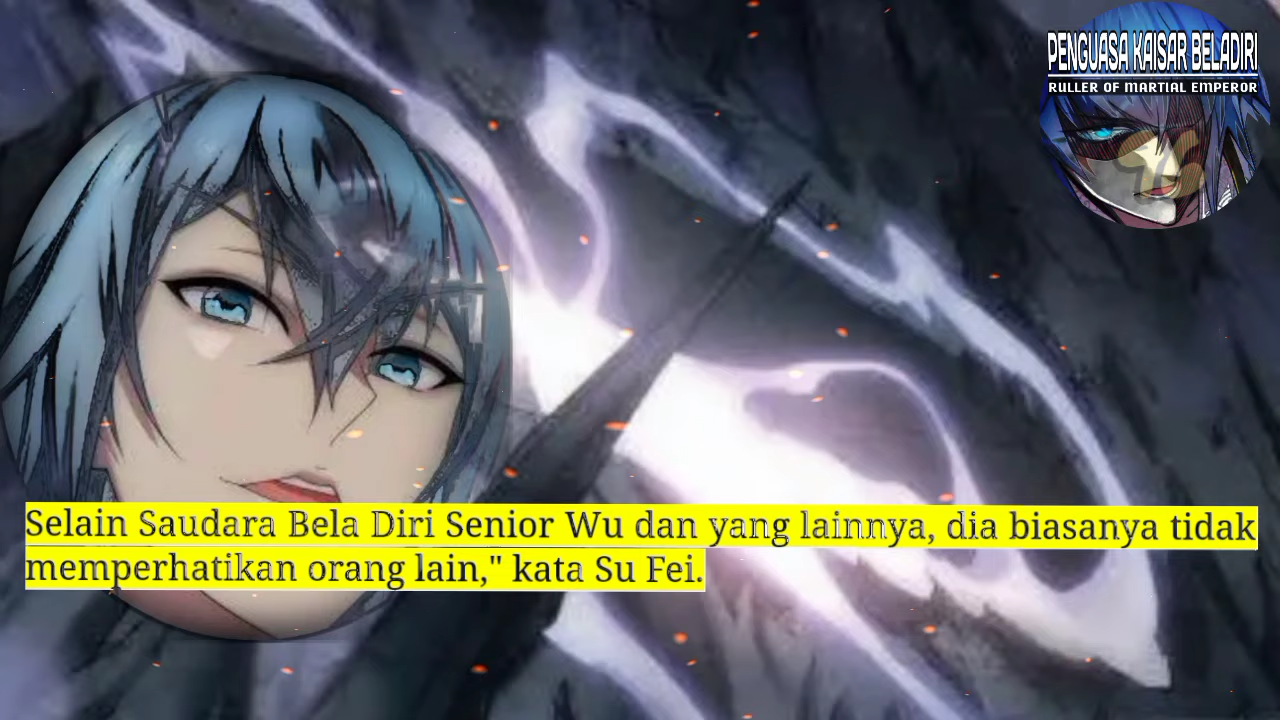 PENGUASA KAISAR BELADIRI
RULLER OF MARTIAL EMPEROR
Selain Saudara Bela Diri Senior Wu dan yang lainnya, dia biasanya tidak
memperhatikan orang lain," kata Su Fei.